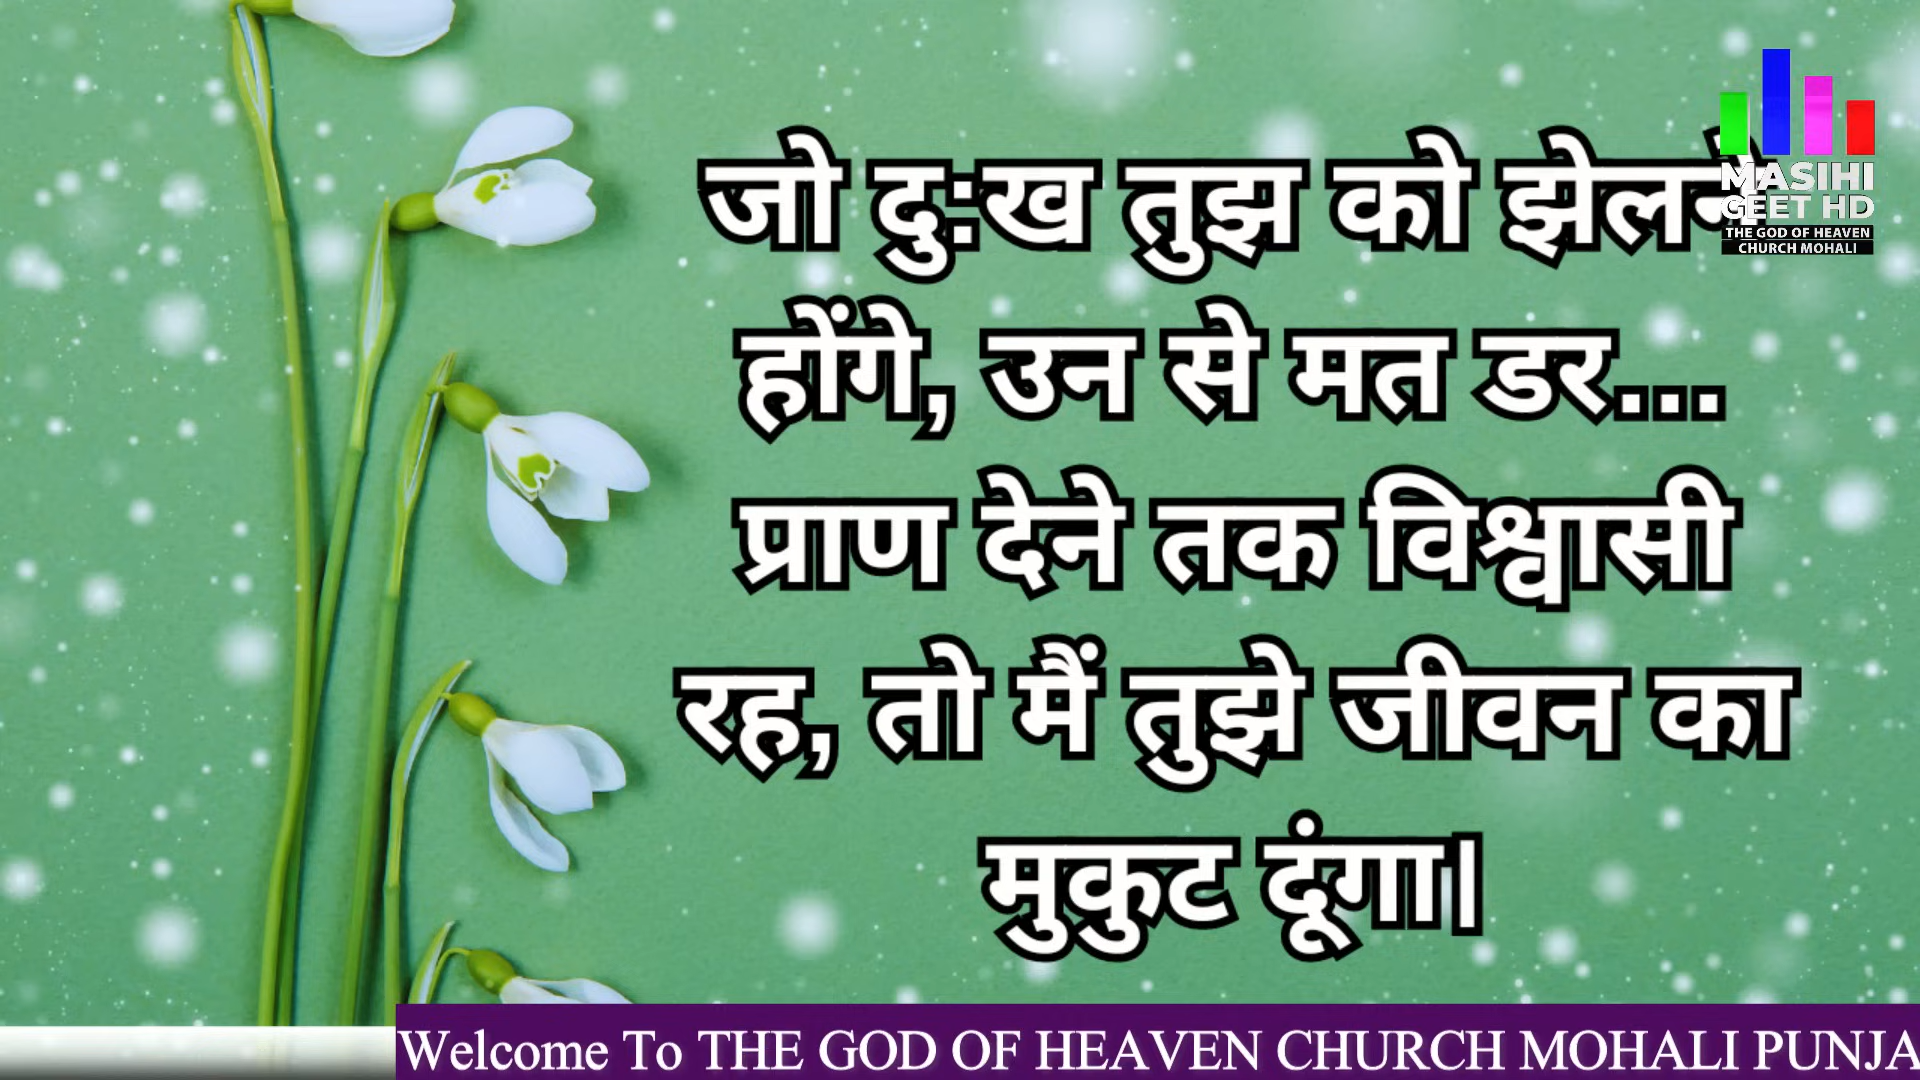 जो दु:ख तुझ को झेलने
होंगे, उन से मत डर...
प्राण देने तक विश्वासी
रह, तो मैं तुझे जीवन का
मुकुट दूंगा।
MASIHI
GEET HD
THE GOD OF HEAVEN
CHURCH MOHALI
Welcome To THE GOD OF HEAVEN CHURCH MOHALI PUNJA